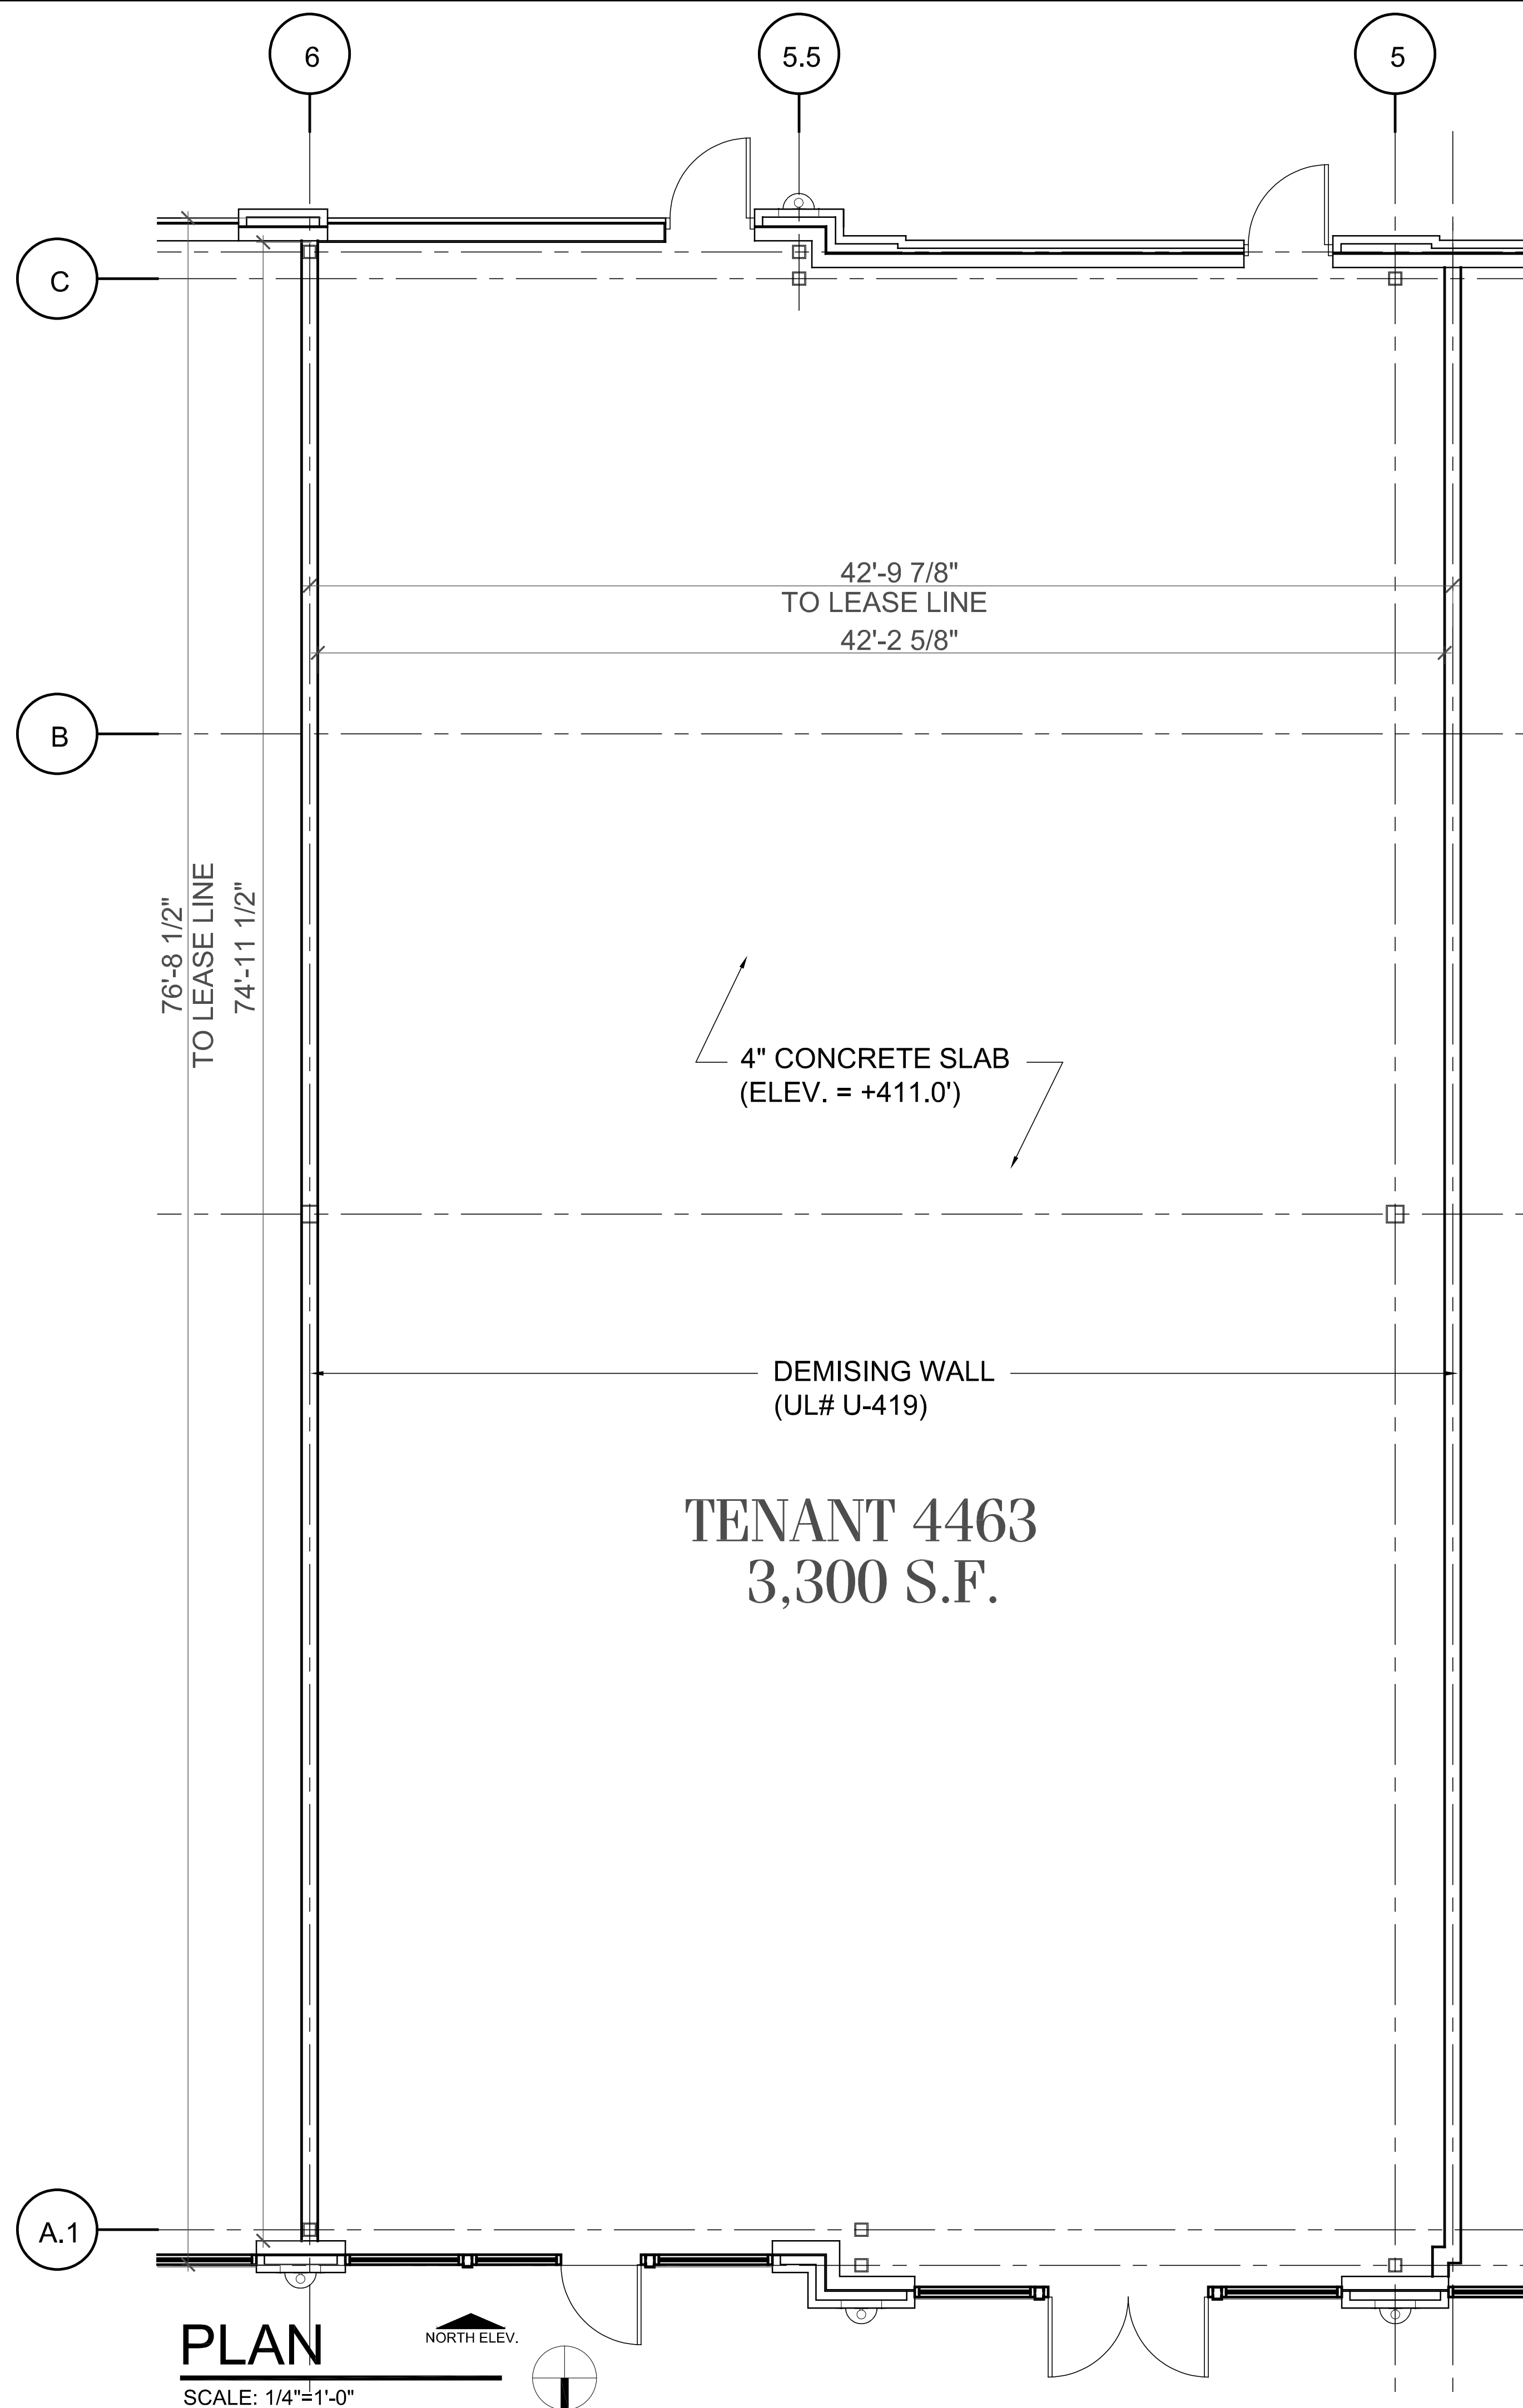 6
5.5
5
C
42'-9 7/8"
TO LEASE LINE
42'-2 5/8"
B
76'-8 1/2"
TO LEASE LINE
74'-11 1/2"
4" CONCRETE SLAB
(ELEV. = +411.0')
DEMISING WALL
(UL# U-419)
TENANT 4463
3,300 S.F.
A.1
PLAN
NORTH ELEV.
SCALE: 1/4"=1'-0"